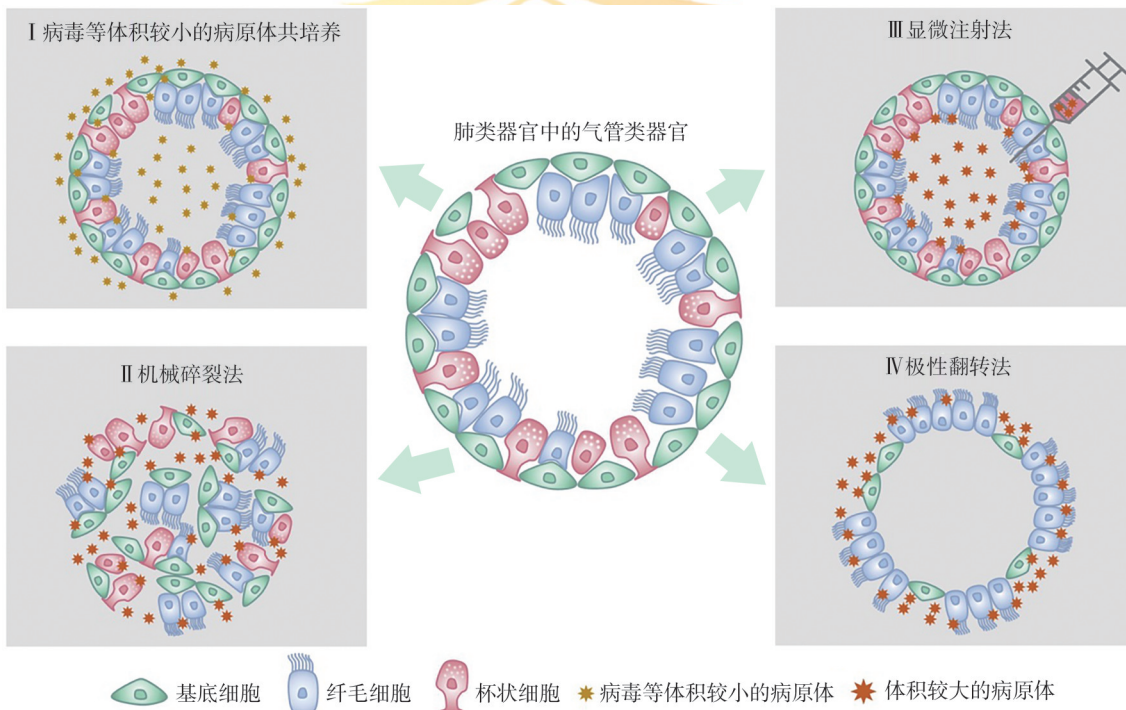 Ⅰ病毒等体积较小的病原体共培养
Ⅲ显微注射法
肺类器官中的气管类器官
Ⅱ机械碎裂法
Ⅳ极性翻转法
基底细胞 纤毛细胞 杯状细胞 病毒等体积较小的病原体 体积较大的病原体